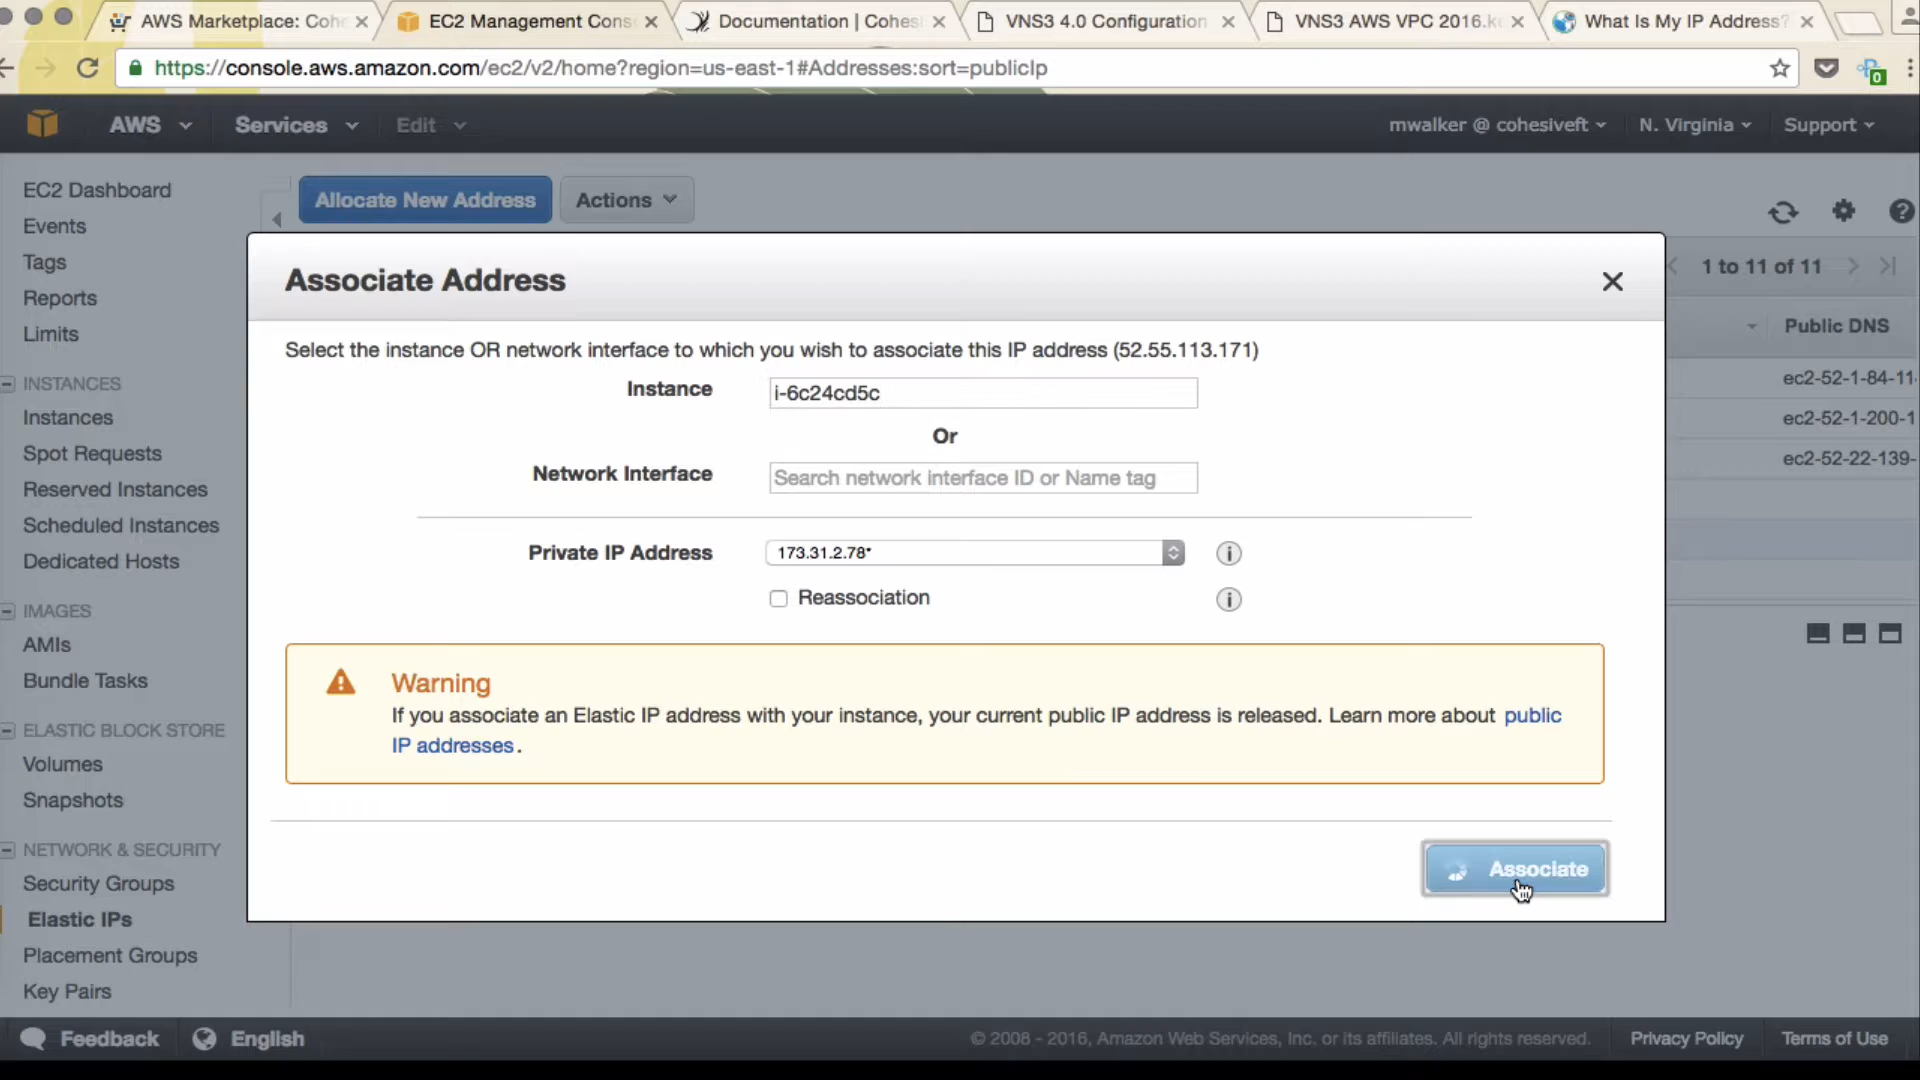 AWS Marketplace: Cohe
EC2 Management Cons
Documentation | Cohes
VNS3 4.0 Configuration
VNS3 AWS VPC 2016.k
What Is My IP Address?
https://console.aws.amazon.com/ec2/v2/home?region=us-east-1#Addresses:sort=publicIp
0
AWS
Services
Edit
mwalker @ cohesiveft
N. Virginia
Support
EC2 Dashboard
Events
Tags
Reports
Limits
INSTANCES
Instances
Spot Requests
Reserved Instances
Scheduled Instances
Dedicated Hosts
IMAGES
AMIs
Bundle Tasks
ELASTIC BLOCK STORE
Volumes
Snapshots
NETWORK & SECURITY
Security Groups
Elastic IPs
Placement Groups
Key Pairs
Allocate New Address
Actions
1 to 11 of 11
Public DNS
ec2-52-1-84-11
ec2-52-1-200-1
ec2-52-22-139-
Associate Address
Select the instance OR network interface to which you wish to associate this IP address (52.55.113.171)
Instance
i-6c24cd5c
Or
Network Interface
Search network interface ID or Name tag
Private IP Address
173.31.2.78*
Reassociation
Warning
If you associate an Elastic IP address with your instance, your current public IP address is released. Learn more about public
IP addresses.
Associate
Feedback
English
© 2008 - 2016, Amazon Web Services, Inc. or its affiliates. All rights reserved.
Privacy Policy
Terms of Use